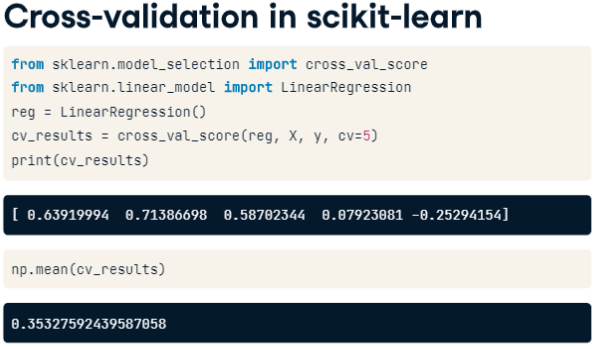 Cross-validation in scikit-learn
from sklearn.model_selection import cross_val_score
from sklearn.linear_model import LinearRegression
reg = LinearRegression()
cv_results = cross_val_score(reg, X, y, cv=5)
print(cv_results)
[ 0.63919994  0.71386698  0.58702344  0.07923081 -0.25294154]
np.mean(cv_results)
0.35327592439587058